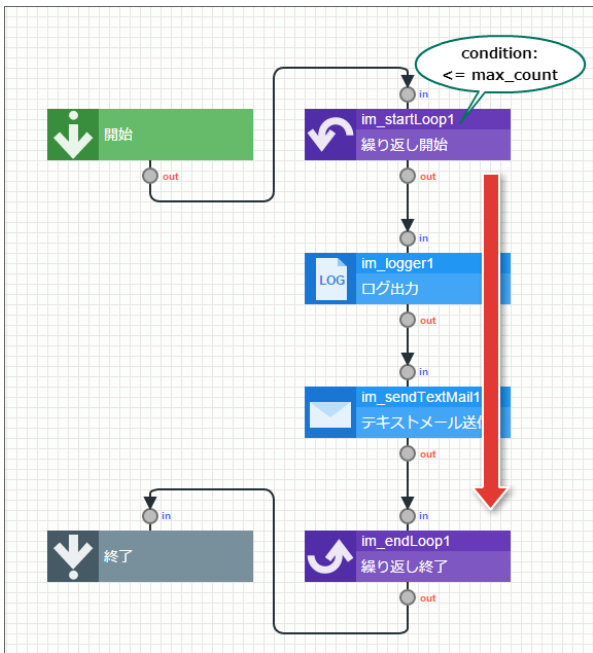 condition:
<= max_count
in
im_startLoop1
開始
繰り返し開始
out
out
in
im_logger1
LOG
ログ出力
out
in
im_sendTextMail1
テキストメール送
out
in
in
im_endLoop1
終了
繰り返し終了
out